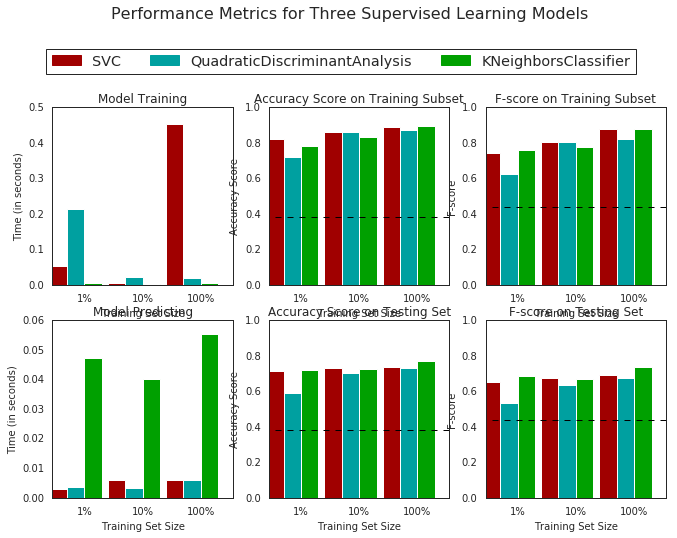 Performance Metrics for Three Supervised Learning Models
SVC QuadraticDiscriminantAnalysis KNeighborsClassifier
Model Training
Time (in seconds)
0.5
0.4
0.3
0.2
0.1
0.0
1% 10% 100%
Training Set Size
Accuracy Score on Training Subset
Accuracy Score
1.0
0.8
0.6
0.4
0.2
0.0
1% 10% 100%
Training Set Size
F-score on Training Subset
F-score
1.0
0.8
0.6
0.4
0.2
0.0
1% 10% 100%
Training Set Size
Model Predicting
Time (in seconds)
0.06
0.05
0.04
0.03
0.02
0.01
0.00
1% 10% 100%
Training Set Size
Accuracy Score on Testing Set
Accuracy Score
1.0
0.8
0.6
0.4
0.2
0.0
1% 10% 100%
Training Set Size
F-score on Testing Set
F-score
1.0
0.8
0.6
0.4
0.2
0.0
1% 10% 100%
Training Set Size